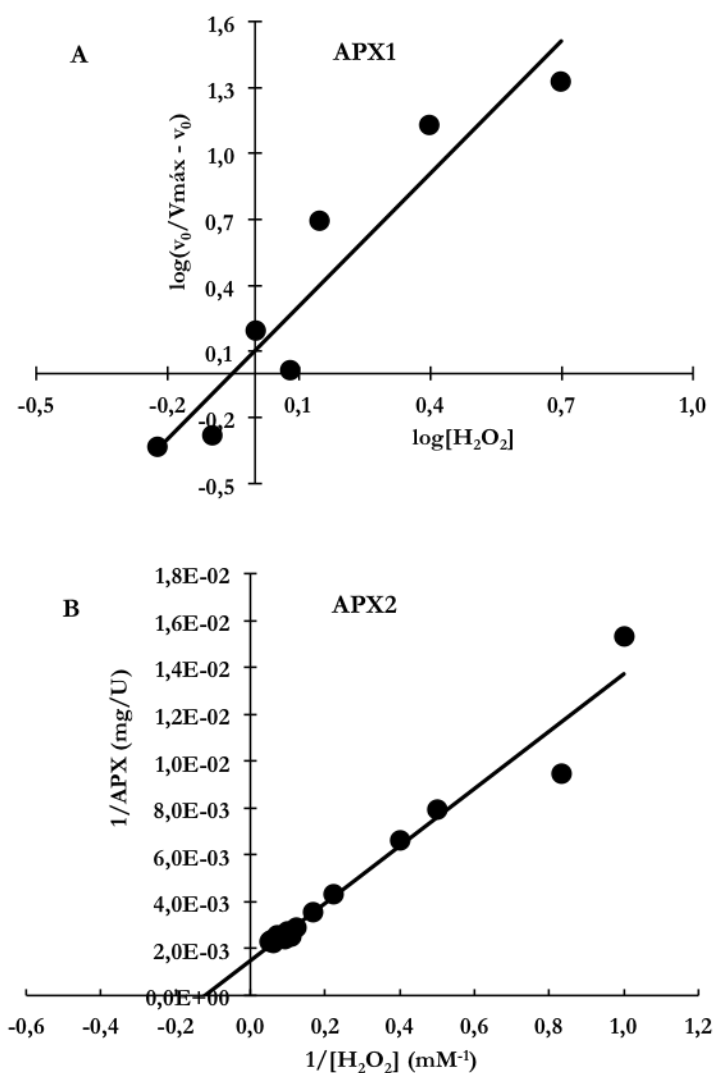 A
APX1
1,6
1,3
1,0
0,7
0,4
0,1
-0,2
-0,5
log(v₀/Vmáx - v₀)
-0,5
-0,2
0,1
0,4
0,7
1,0
log[H₂O₂]
B
APX2
1,8E-02
1,6E-02
1,4E-02
1,2E-02
1,0E-02
8,0E-03
6,0E-03
4,0E-03
2,0E-03
0,0E+00
1/APX (mg/U)
-0,6
-0,4
-0,2
0,0
0,2
0,4
0,6
0,8
1,0
1,2
1/[H₂O₂] (mM⁻¹)